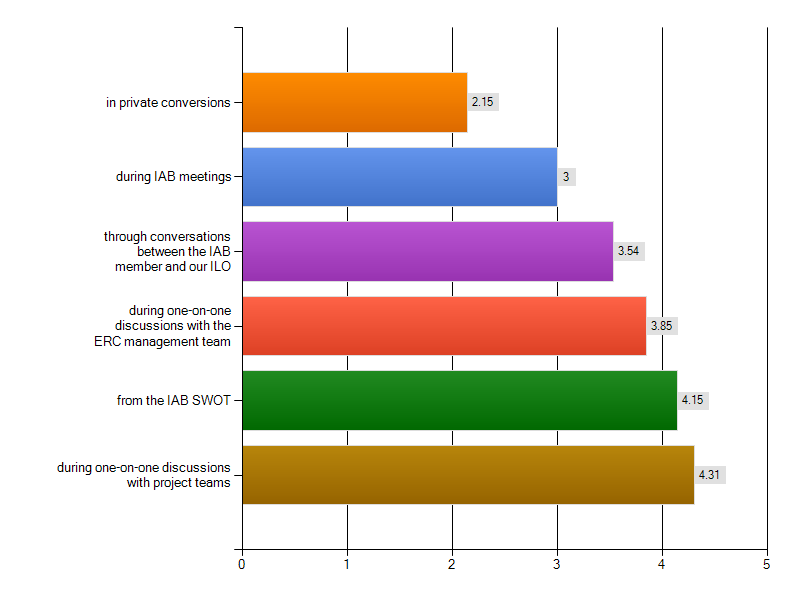 in private conversions
2.15
during IAB meetings
3
through conversations
between the IAB
member and our ILO
3.54
during one-on-one
discussions with the
ERC management team
3.85
from the IAB SWOT
4.15
during one-on-one discussions
with project teams
4.31
0 1 2 3 4 5